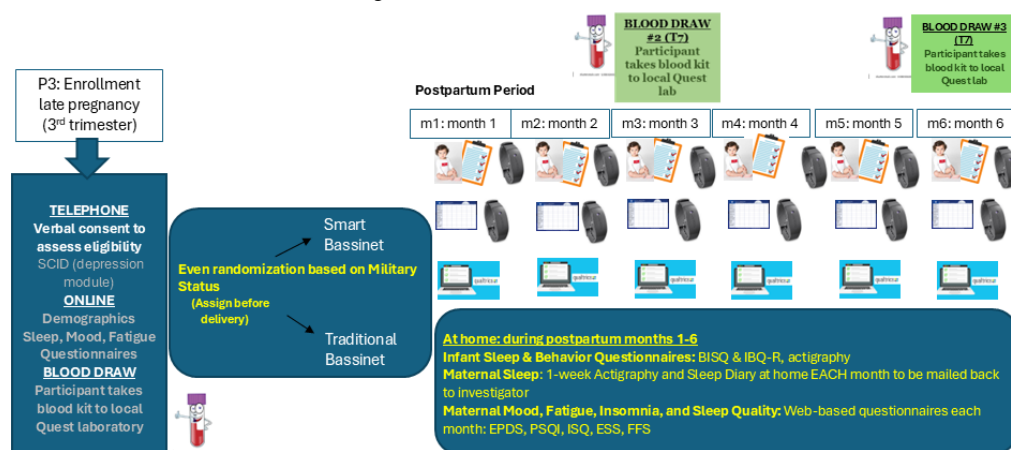 BLOOD DRAW
#2 (T7)
Participant
takes blood kit to
local Quest
lab
BLOOD DRAW #3
(T7)
Participant takes
blood kit to local
Quest lab
P3: Enrollment
late pregnancy
(3rd trimester)
Postpartum Period
m1: month 1
m2: month 2
m3: month 3
m4: month 4
m5: month 5
m6: month 6
TELEPHONE
Verbal consent to
assess eligibility
SCID (depression
module)
ONLINE
Demographics
Sleep, Mood, Fatigue
Questionnaires
BLOOD DRAW
Participant takes
blood kit to local
Quest laboratory
Smart
Bassinet
Even randomization based on Military
Status
(Assign before
delivery)
Traditional
Bassinet
At home: during postpartum months 1-6
Infant Sleep & Behavior Questionnaires: BISQ & IBQ-R, actigraphy
Maternal Sleep: 1-week Actigraphy and Sleep Diary at home EACH month to be mailed back
to investigator
Maternal Mood, Fatigue, Insomnia, and Sleep Quality: Web-based questionnaires each
month: EPDS, PSQI, ISQ, ESS, FFS